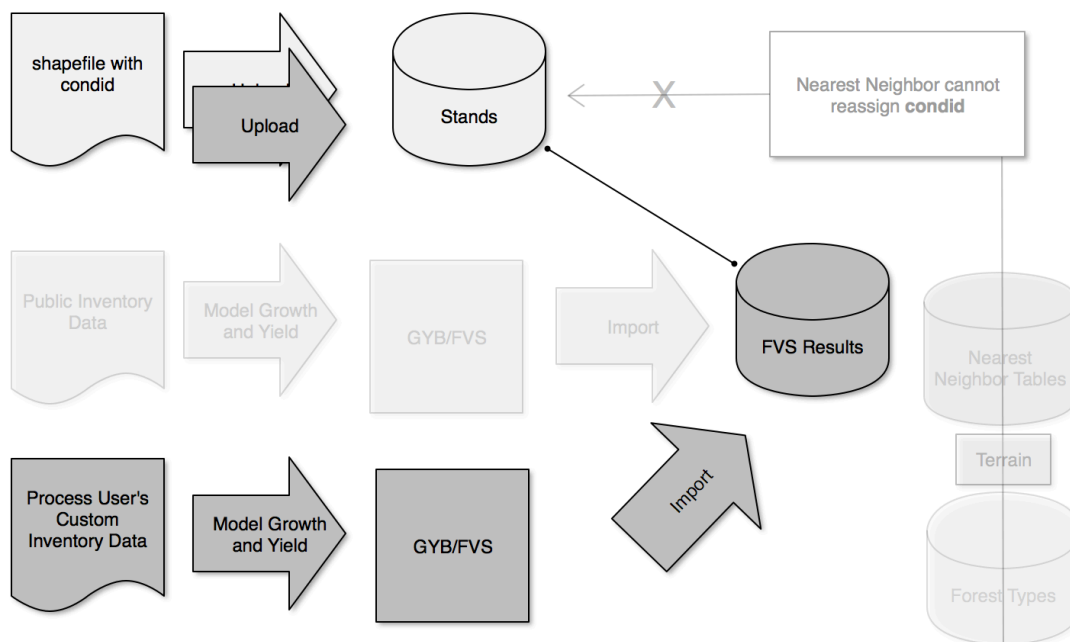 shapefile with
condid
Upload
Stands
Nearest Neighbor cannot
reassign condid
X
Public Inventory
Data
Model Growth
and Yield
GYB/FVS
Import
FVS Results
Nearest
Neighbor Tables
Terrain
Process User's
Custom
Inventory Data
Model Growth
and Yield
GYB/FVS
Import
Forest Types